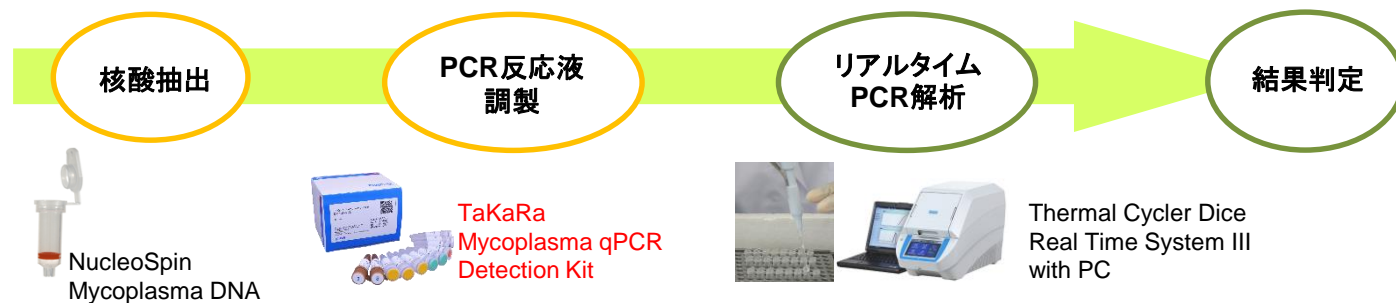 核酸抽出
PCR反応液
調製
リアルタイム
PCR解析
結果判定
NucleoSpin
Mycoplasma DNA
TaKaRa
Mycoplasma qPCR
Detection Kit
Thermal Cycler Dice
Real Time System III
with PC